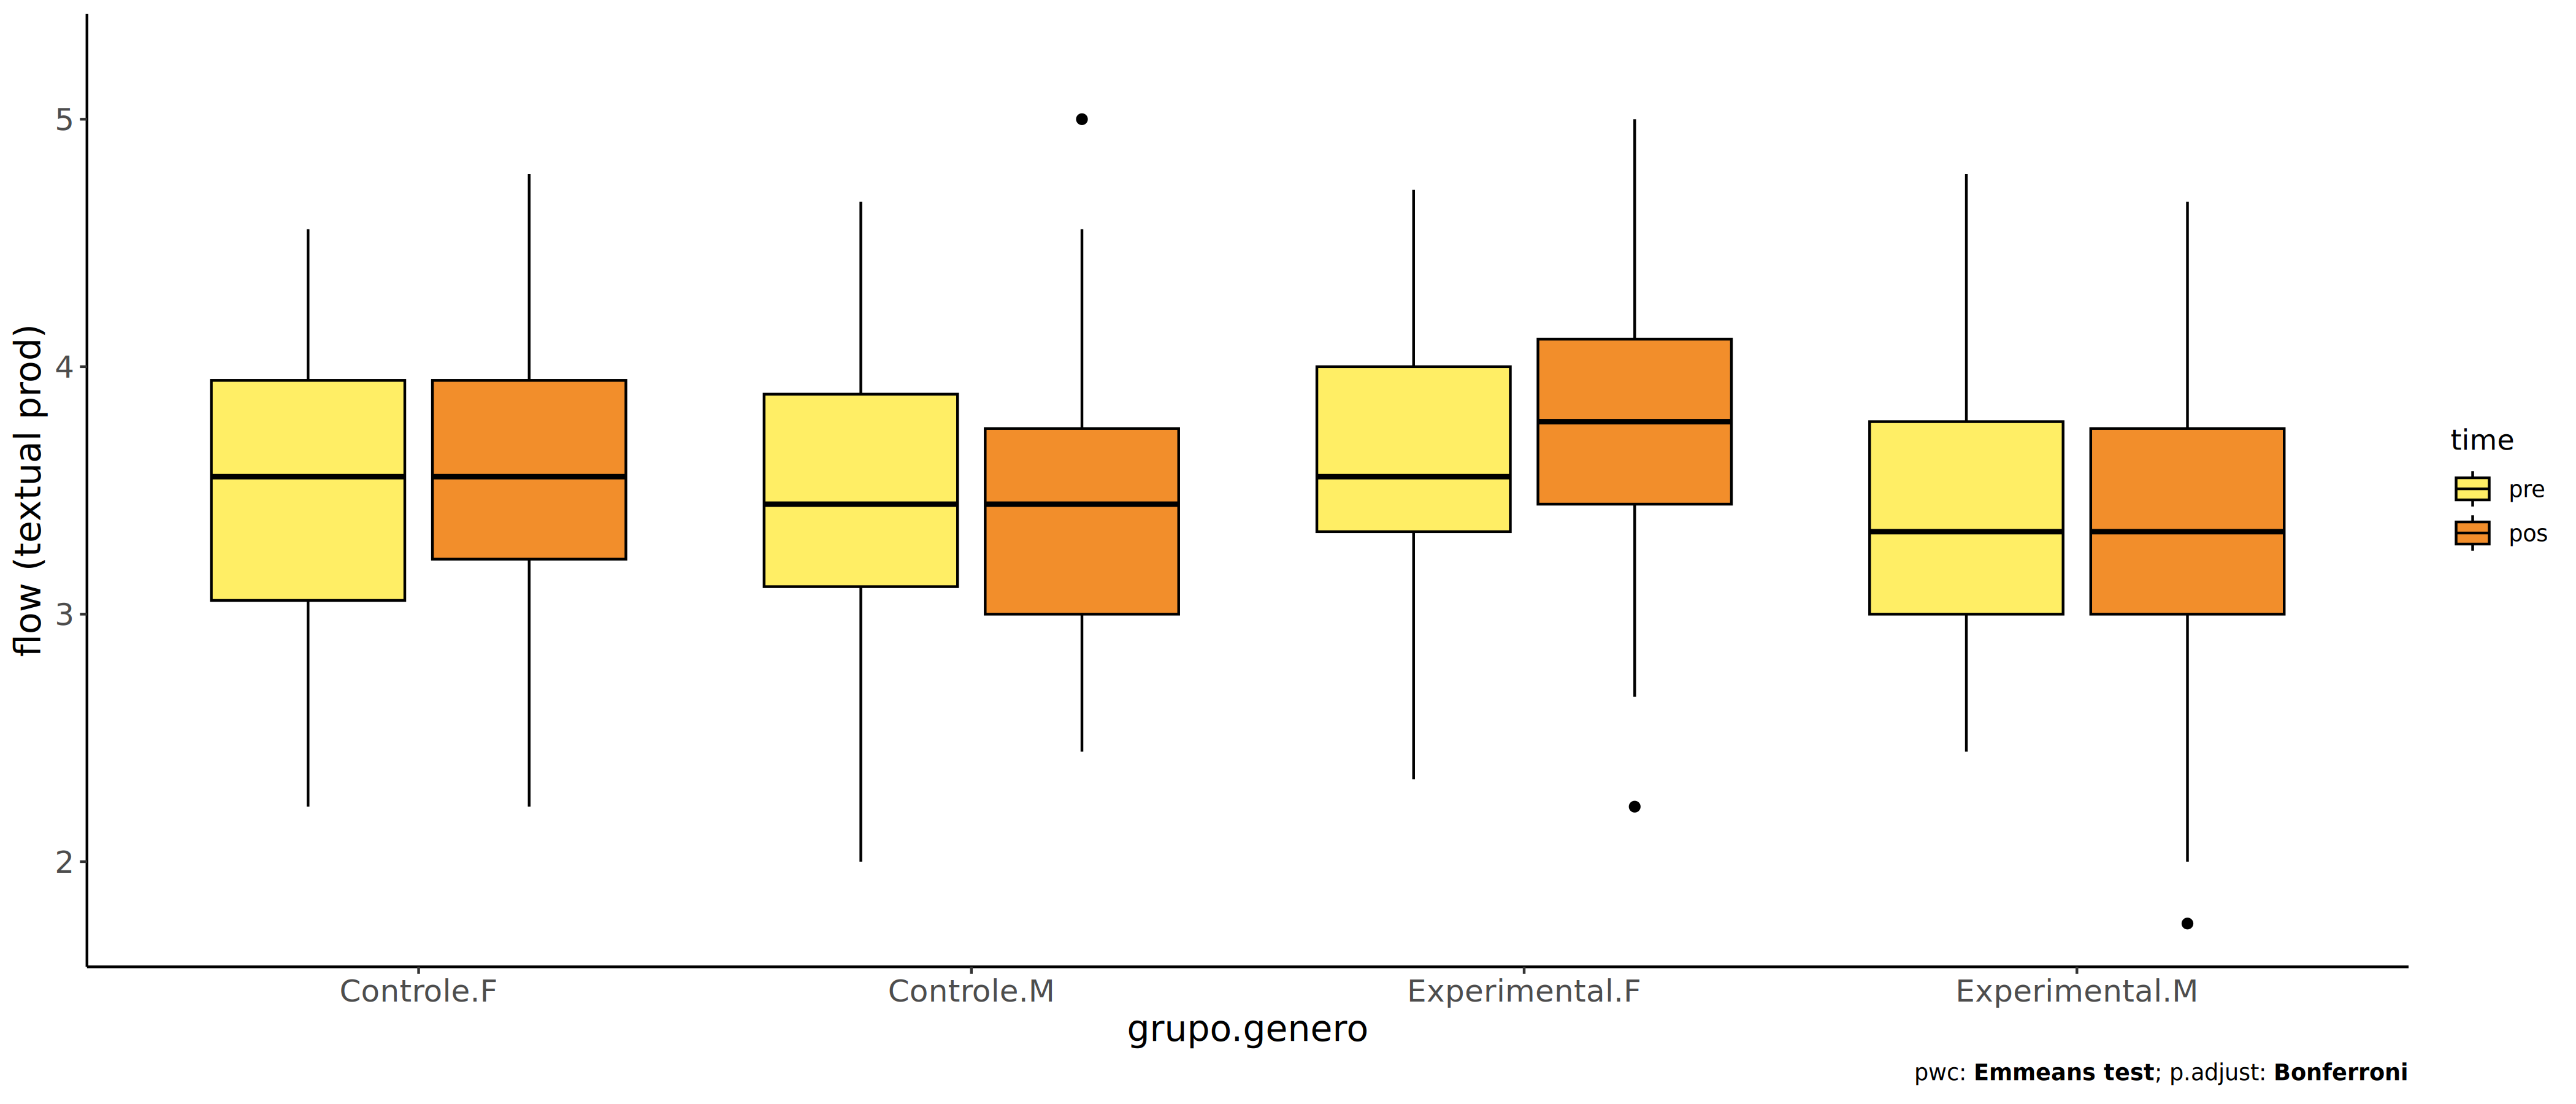 flow (textual prod)
5
4
3
2
Controle.F
Controle.M
Experimental.F
Experimental.M
grupo.genero
time
pre
pos
pwc: Emmeans test; p.adjust: Bonferroni